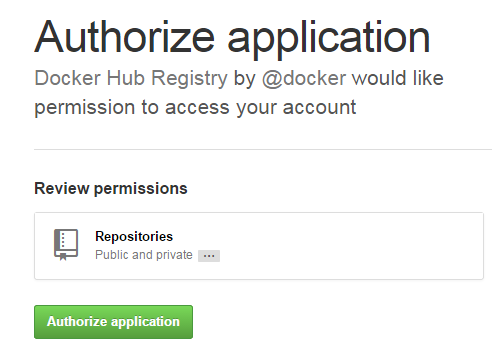 Authorize application
Docker Hub Registry by @docker would like
permission to access your account
Review permissions
Repositories
Public and private ...
Authorize application